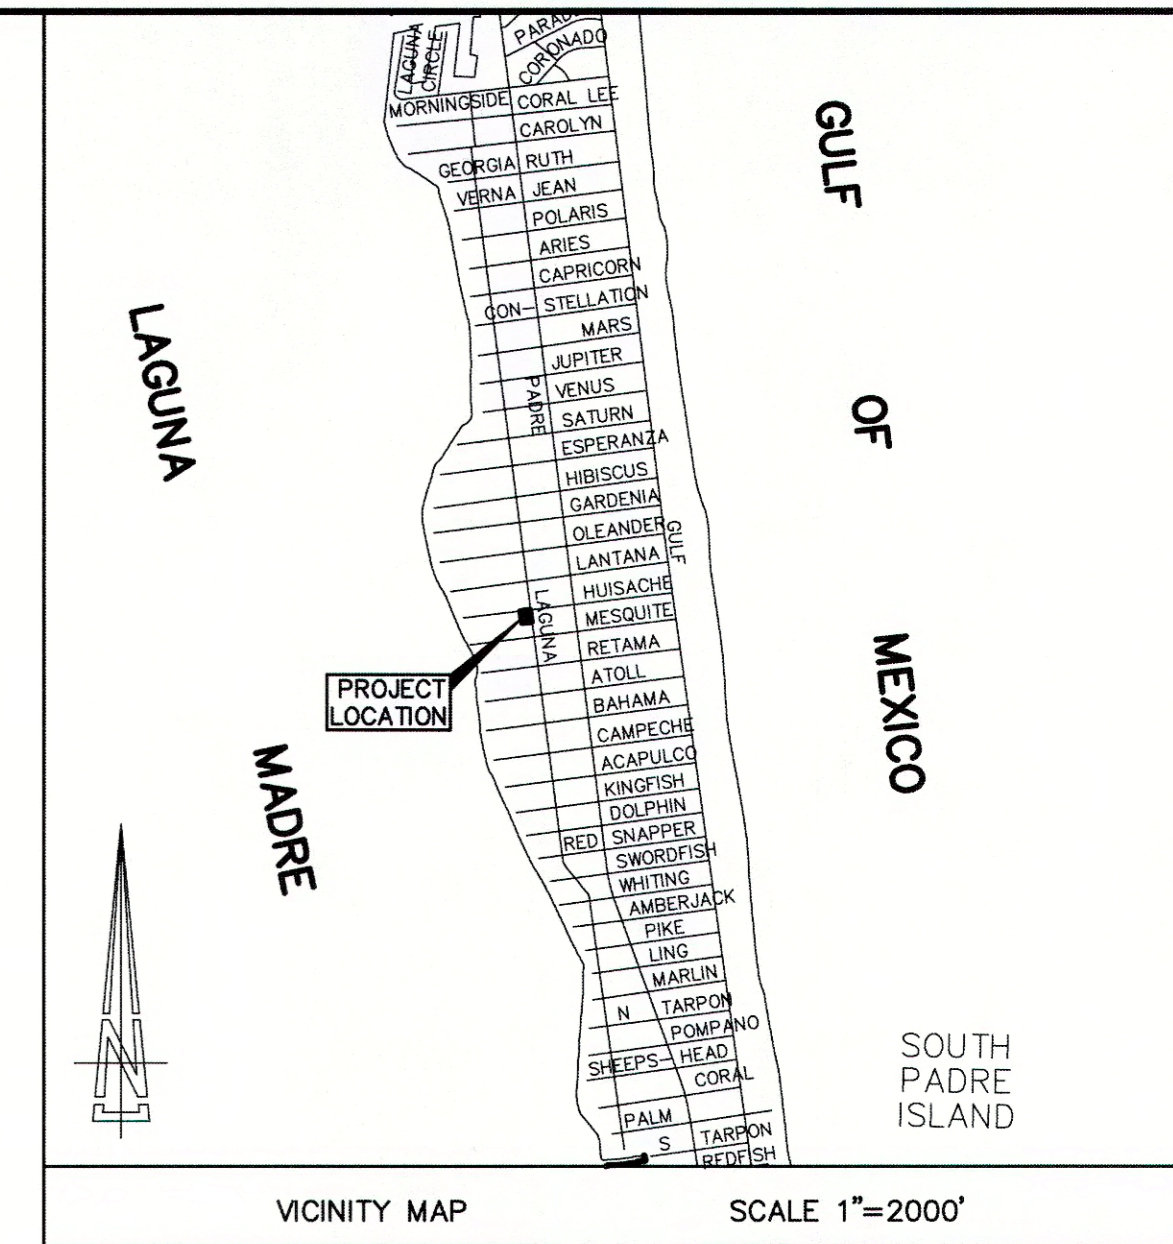 PARAD
CORONADO
LAGUNA
CIRCLE
MORNINGSIDE CORAL LEE
CAROLYN
GEORGIA RUTH
VERNA JEAN
POLARIS
ARIES
CAPRICORN
CON- STELLATION
MARS
JUPITER
PADRE
VENUS
SATURN
ESPERANZA
HIBISCUS
GARDENIA
OLEANDER
GULF
LANTANA
HUISACHE
LAGUNA
MESQUITE
RETAMA
ATOLL
BAHAMA
CAMPECHE
ACAPULCO
KINGFISH
DOLPHIN
RED SNAPPER
SWORDFISH
WHITING
AMBERJACK
PIKE
LING
MARLIN
N TARPON
POMPANO
SHEEPS- HEAD
CORAL
PALM
S TARPON
REDFISH
LAGUNA
MADRE
PROJECT
LOCATION
GULF
OF
MEXICO
N
SOUTH
PADRE
ISLAND
VICINITY MAP
SCALE 1"=2000'